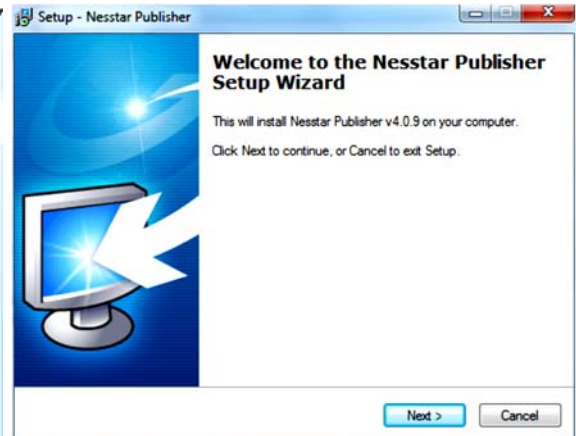 Setup - Nesstar Publisher
Welcome to the Nesstar Publisher
Setup Wizard
This will install Nesstar Publisher v4.0.9 on your computer.
Click Next to continue, or Cancel to exit Setup.
Next >
Cancel